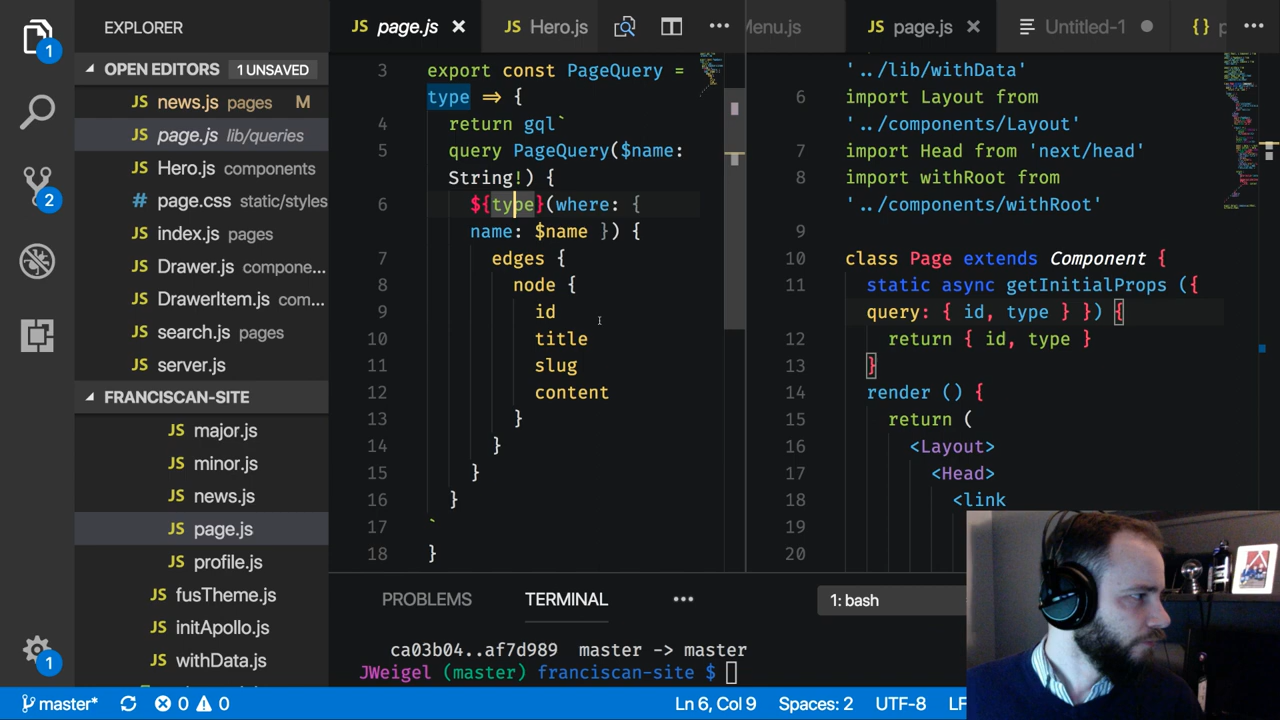 EXPLORER
OPEN EDITORS 1 UNSAVED
JS news.js pages M
JS page.js lib/queries
JS Hero.js components
# page.css static/styles
JS index.js pages
JS Drawer.js compone...
JS DrawerItem.js com...
JS search.js pages
JS server.js
FRANCISCAN-SITE
JS major.js
JS minor.js
JS news.js
JS page.js
JS profile.js
JS fusTheme.js
JS initApollo.js
JS withData.js
1
2
1
JS page.js × JS Hero.js
3 export const PageQuery =
type => {
4 return gql`
5 query PageQuery($name:
String!) {
6 ${type}(where: {
name: $name }) {
7 edges {
8 node {
9 id
10 title
11 slug
12 content
13 }
14 }
15 }
16 }
17 `
18 }
Menu.js JS page.js × Untitled-1 {} p
'../lib/withData'
6 import Layout from
'../components/Layout'
7 import Head from 'next/head'
8 import withRoot from
'../components/withRoot'
9
10 class Page extends Component {
11 static async getInitialProps ({
query: { id, type } }) {
12 return { id, type }
13 }
14 render () {
15 return (
16 <Layout>
17 <Head>
18 <link
19
20
PROBLEMS TERMINAL ... 1: bash
ca03b04..af7d989 master -> master
JWeigel (master) franciscan-site $
master* 0 0 Ln 6, Col 9 Spaces: 2 UTF-8 LF